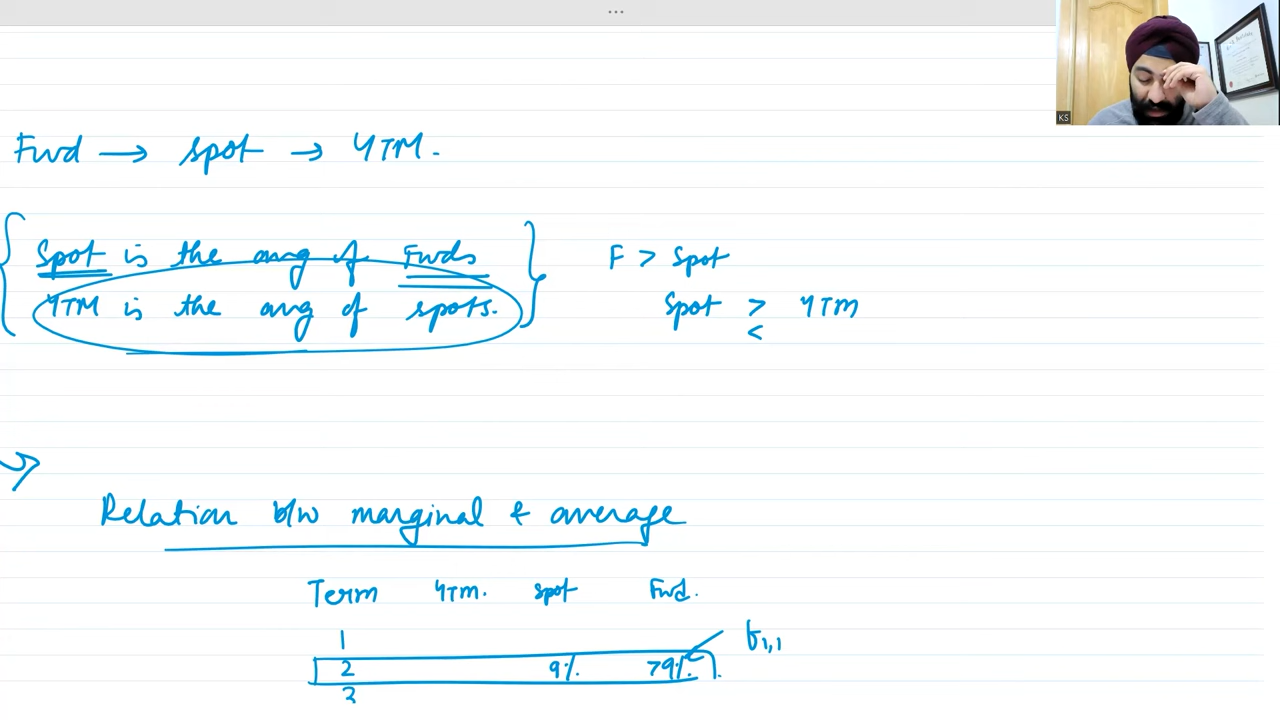 KS
Fwd → spot → YTM.
Spot is the avg of Fwds
YTM is the avg of spots.
F > Spot
Spot > YTM
<
Relation b/w marginal & average
Term YTM. spot Fwd.
1
2 9% >9%
f1,1
3